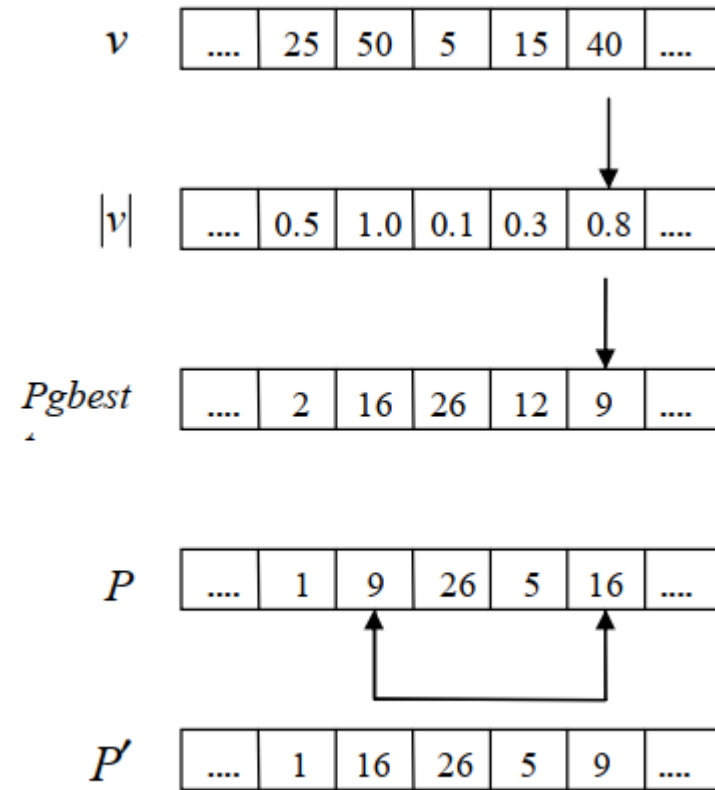 v .... 25 50 5 15 40 ....
|v| .... 0.5 1.0 0.1 0.3 0.8 ....
Pgbest .... 2 16 26 12 9 ....
P .... 1 9 26 5 16 ....
P′ .... 1 16 26 5 9 ....